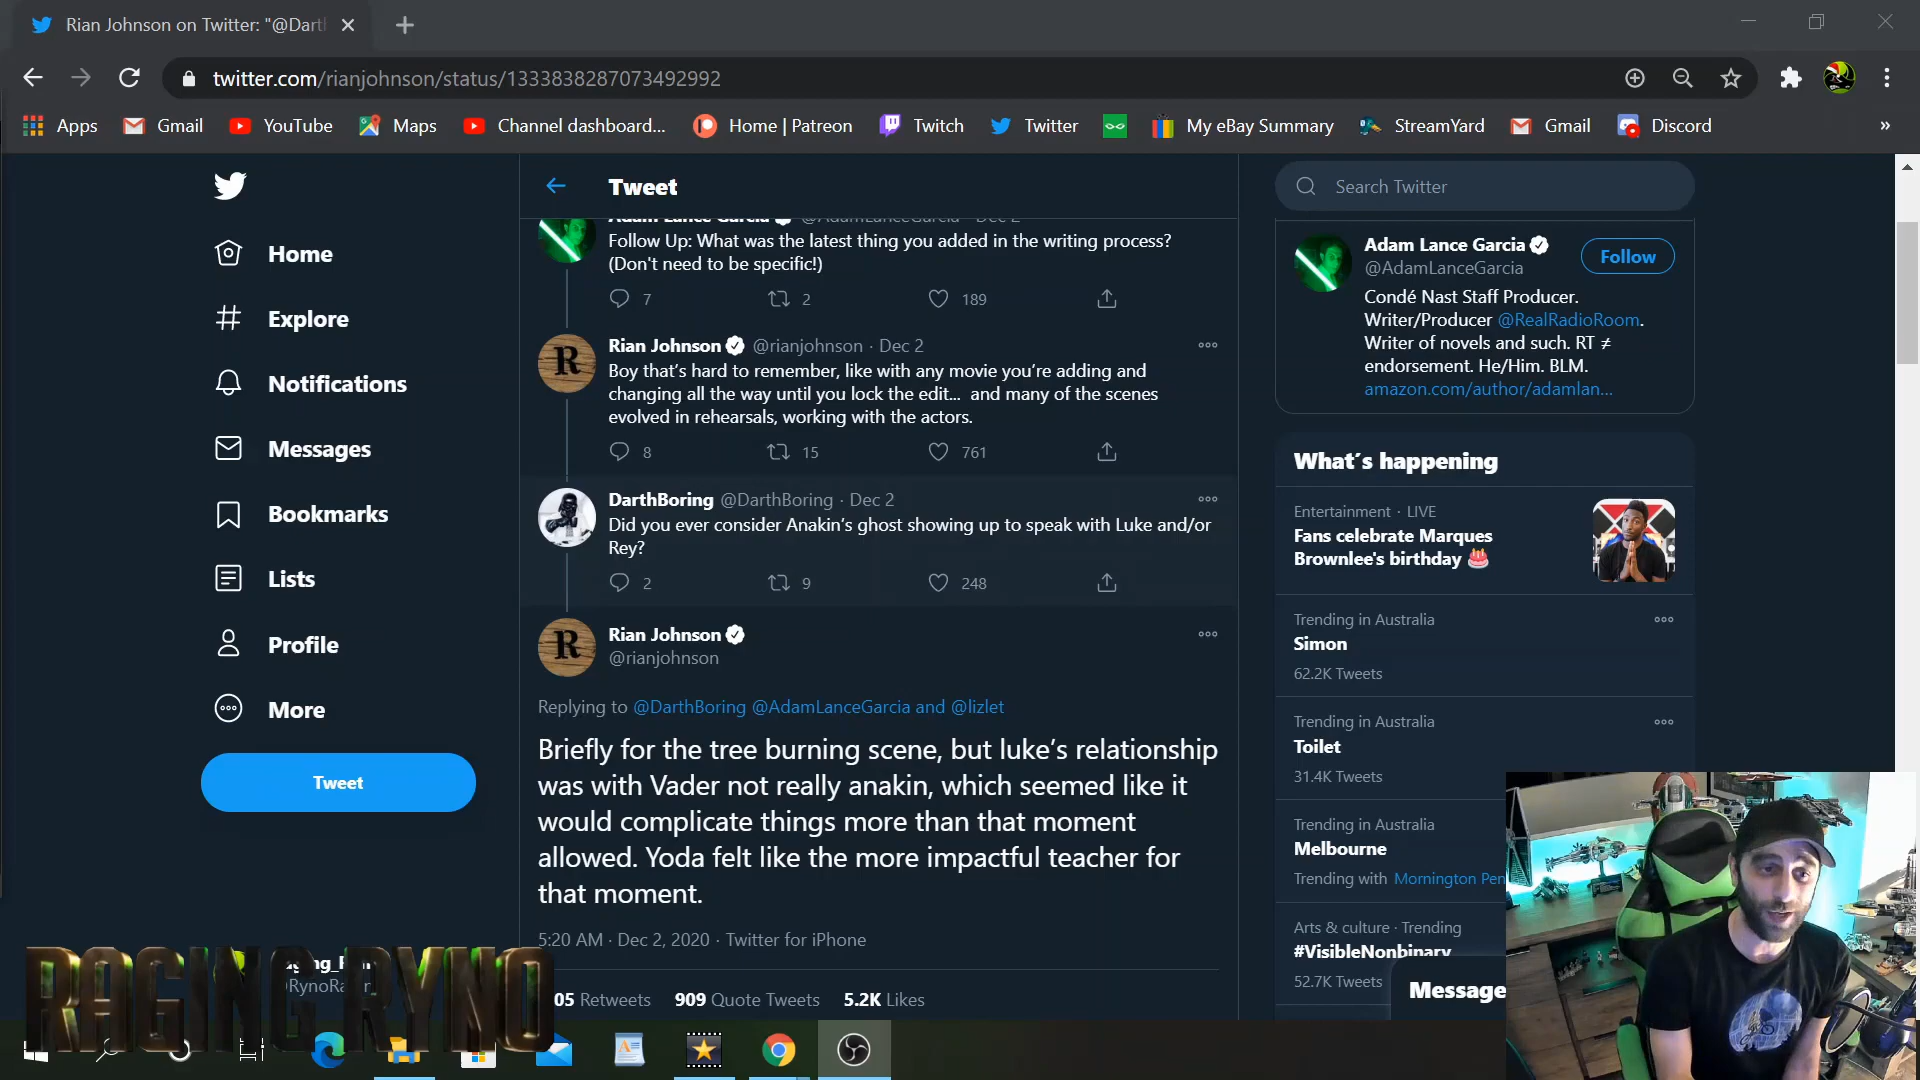 Rian Johnson on Twitter: "@Dart
twitter.com/rianjohnson/status/1333838287073492992
Apps
Gmail
YouTube
Maps
Channel dashboard...
Home | Patreon
Twitch
Twitter
My eBay Summary
StreamYard
Gmail
Discord
»
Home
Explore
Notifications
Messages
Bookmarks
Lists
Profile
More
Tweet
Tweet
Adam Lance Garcia @AdamLanceGarcia · Dec 2
Follow Up: What was the latest thing you added in the writing process?
(Don't need to be specific!)
7 2 189
Rian Johnson @rianjohnson · Dec 2
Boy that's hard to remember, like with any movie you're adding and
changing all the way until you lock the edit... and many of the scenes
evolved in rehearsals, working with the actors.
8 15 761
DarthBoring @DarthBoring · Dec 2
Did you ever consider Anakin's ghost showing up to speak with Luke and/or
Rey?
2 9 248
R
Rian Johnson
@rianjohnson
Replying to @DarthBoring @AdamLanceGarcia and @lizlet
Briefly for the tree burning scene, but luke's relationship
was with Vader not really anakin, which seemed like it
would complicate things more than that moment
allowed. Yoda felt like the more impactful teacher for
that moment.
5:20 AM · Dec 2, 2020 · Twitter for iPhone
05 Retweets 909 Quote Tweets 5.2K Likes
Search Twitter
Adam Lance Garcia
@AdamLanceGarcia
Follow
Condé Nast Staff Producer.
Writer/Producer @RealRadioRoom.
Writer of novels and such. RT ≠
endorsement. He/Him. BLM.
amazon.com/author/adamlan...
What's happening
Entertainment · LIVE
Fans celebrate Marques
Brownlee's birthday 🎂
Trending in Australia
Simon
62.2K Tweets
Trending in Australia
Toilet
31.4K Tweets
Trending in Australia
Melbourne
Trending with Mornington Pen
Arts & culture · Trending
#VisibleNonbinary
52.7K Tweets
Message
RAGING RYNO